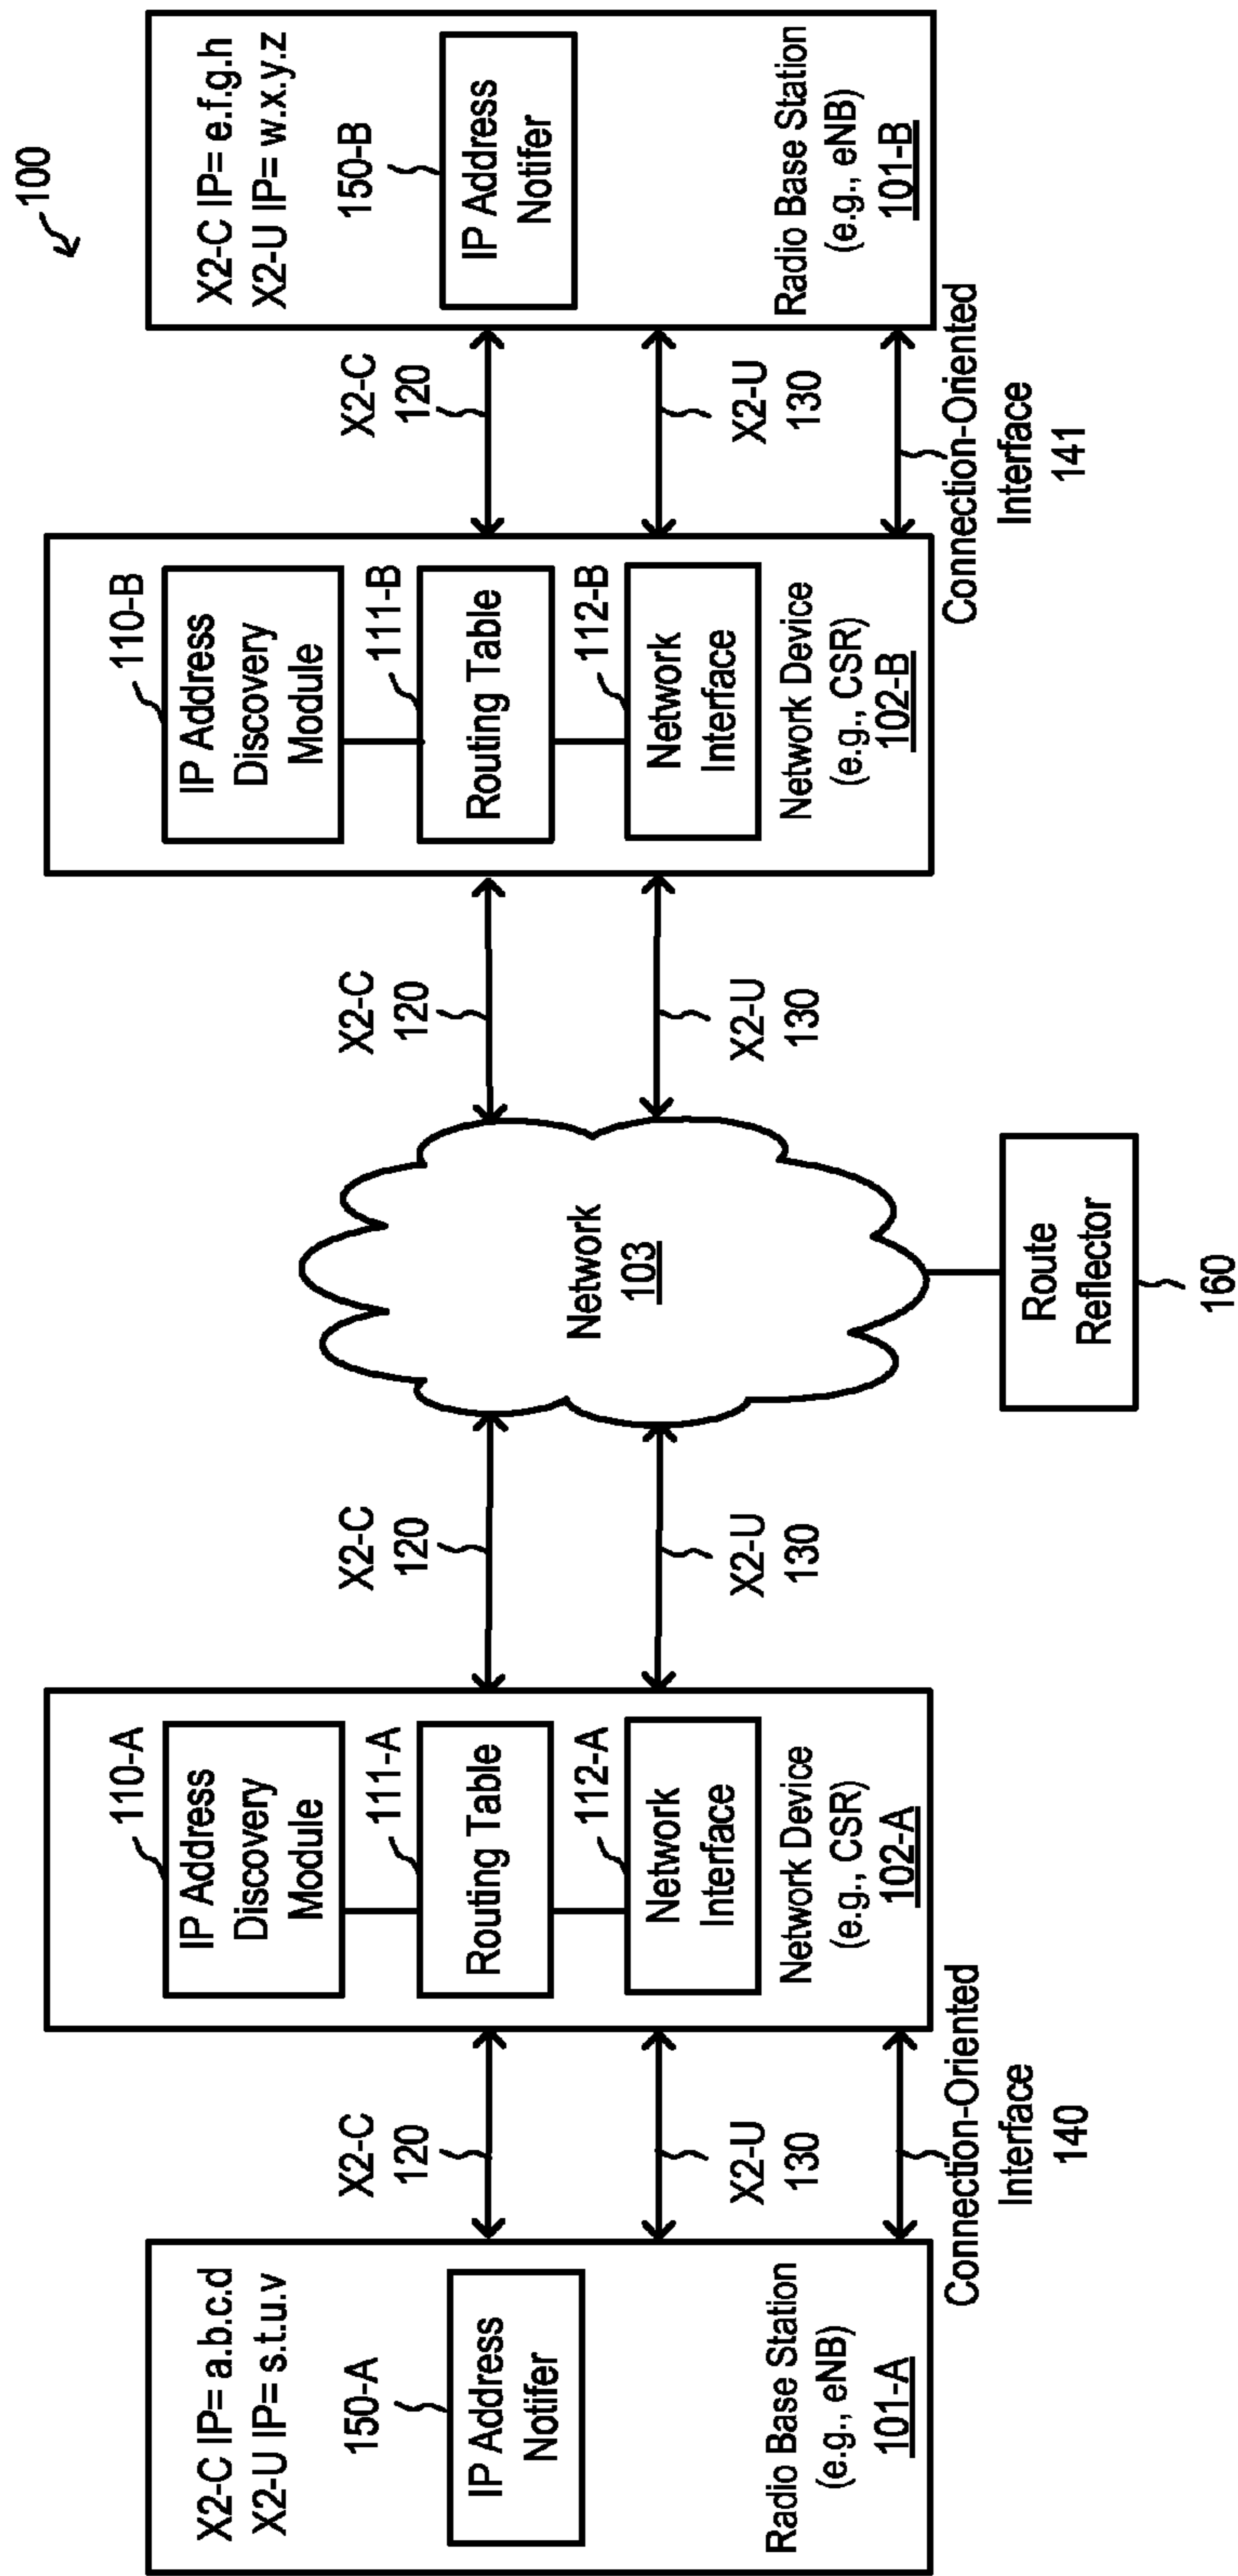 100
X2-C IP= a.b.c.d
X2-U IP= s.t.u.v
150-A
IP Address
Notifer
Radio Base Station
(e.g., eNB)
101-A
X2-C
120
X2-U
130
Connection-Oriented
Interface
140
110-A
IP Address
Discovery
Module
111-A
Routing Table
112-A
Network
Interface
Network Device
(e.g., CSR)
102-A
X2-C
120
X2-U
130
Network
103
Route
Reflector
160
X2-C
120
X2-U
130
110-B
IP Address
Discovery
Module
111-B
Routing Table
112-B
Network
Interface
Network Device
(e.g., CSR)
102-B
X2-C
120
X2-U
130
Connection-Oriented
Interface
141
X2-C IP= e.f.g.h
X2-U IP= w.x.y.z
150-B
IP Address
Notifer
Radio Base Station
(e.g., eNB)
101-B